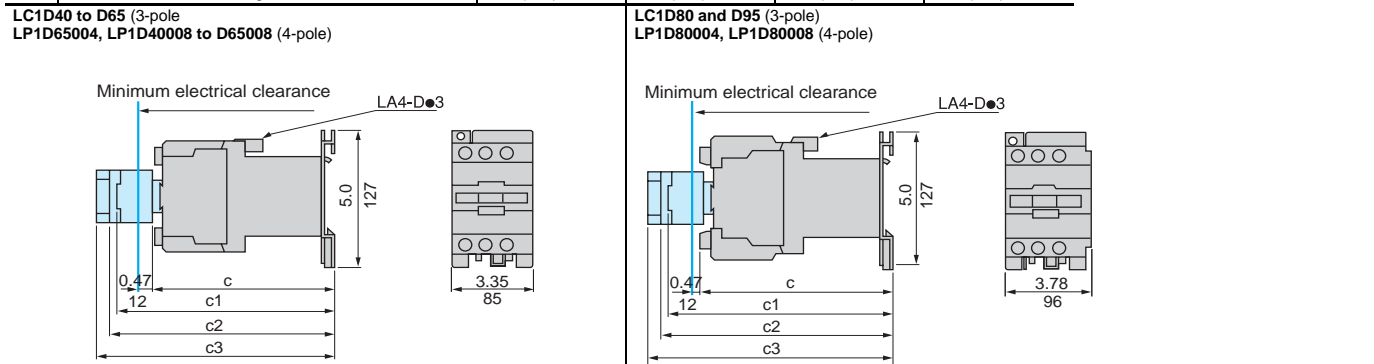 LC1D40 to D65 (3-pole
LP1D65004, LP1D40008 to D65008 (4-pole)
Minimum electrical clearance
LA4-D●3
5.0
127
0.47
12
c
c1
c2
c3
3.35
85
LC1D80 and D95 (3-pole)
LP1D80004, LP1D80008 (4-pole)
Minimum electrical clearance
LA4-D●3
5.0
127
0.47
12
c
c1
c2
c3
3.78
96